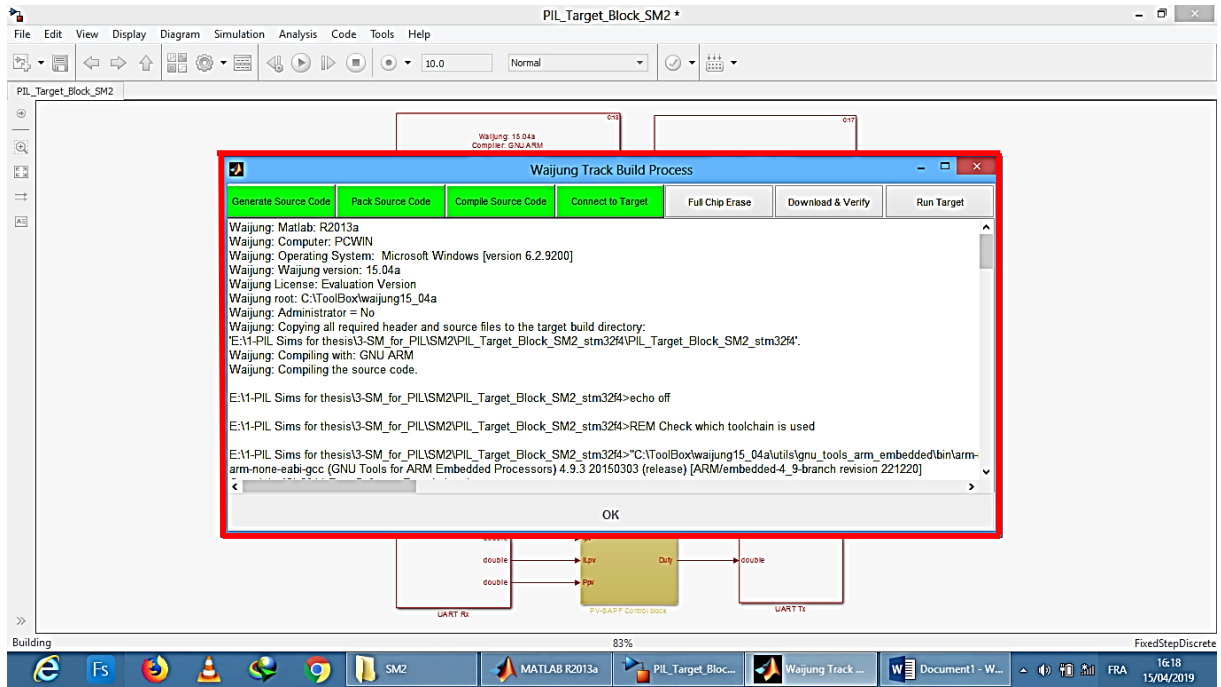 PIL_Target_Block_SM2 *
File Edit View Display Diagram Simulation Analysis Code Tools Help
10.0 Normal
PIL_Target_Block_SM2
0:18 0:17
Waijung: 15.04a
Compiler: GNU ARM
Waijung Track Build Process
Generate Source Code Pack Source Code Compile Source Code Connect to Target Full Chip Erase Download & Verify Run Target
Waijung: Matlab: R2013a
Waijung: Computer: PCWIN
Waijung: Operating System: Microsoft Windows [version 6.2.9200]
Waijung: Waijung version: 15.04a
Waijung License: Evaluation Version
Waijung root: C:\ToolBox\waijung15_04a
Waijung: Administrator = No
Waijung: Copying all required header and source files to the target build directory:
'E:\1-PIL Sims for thesis\3-SM_for_PIL\SM2\PIL_Target_Block_SM2_stm32f4\PIL_Target_Block_SM2_stm32f4'.
Waijung: Compiling with: GNU ARM
Waijung: Compiling the source code.
E:\1-PIL Sims for thesis\3-SM_for_PIL\SM2\PIL_Target_Block_SM2_stm32f4>echo off
E:\1-PIL Sims for thesis\3-SM_for_PIL\SM2\PIL_Target_Block_SM2_stm32f4>REM Check which toolchain is used
E:\1-PIL Sims for thesis\3-SM_for_PIL\SM2\PIL_Target_Block_SM2_stm32f4>"C:\ToolBox\waijung15_04a\utils\gnu_tools_arm_embedded\bin\arm-
arm-none-eabi-gcc (GNU Tools for ARM Embedded Processors) 4.9.3 20150303 (release) [ARM/embedded-4_9-branch revision 221220]
OK
double ILpv Duty double
double Ppv
UART Rx PV-SAPF Control block UART Tx
Building 83% FixedStepDiscrete
Fs SM2 MATLAB R2013a PIL_Target_Bloc... Waijung Track ... Document1 - W... FRA 16:18
15/04/2019